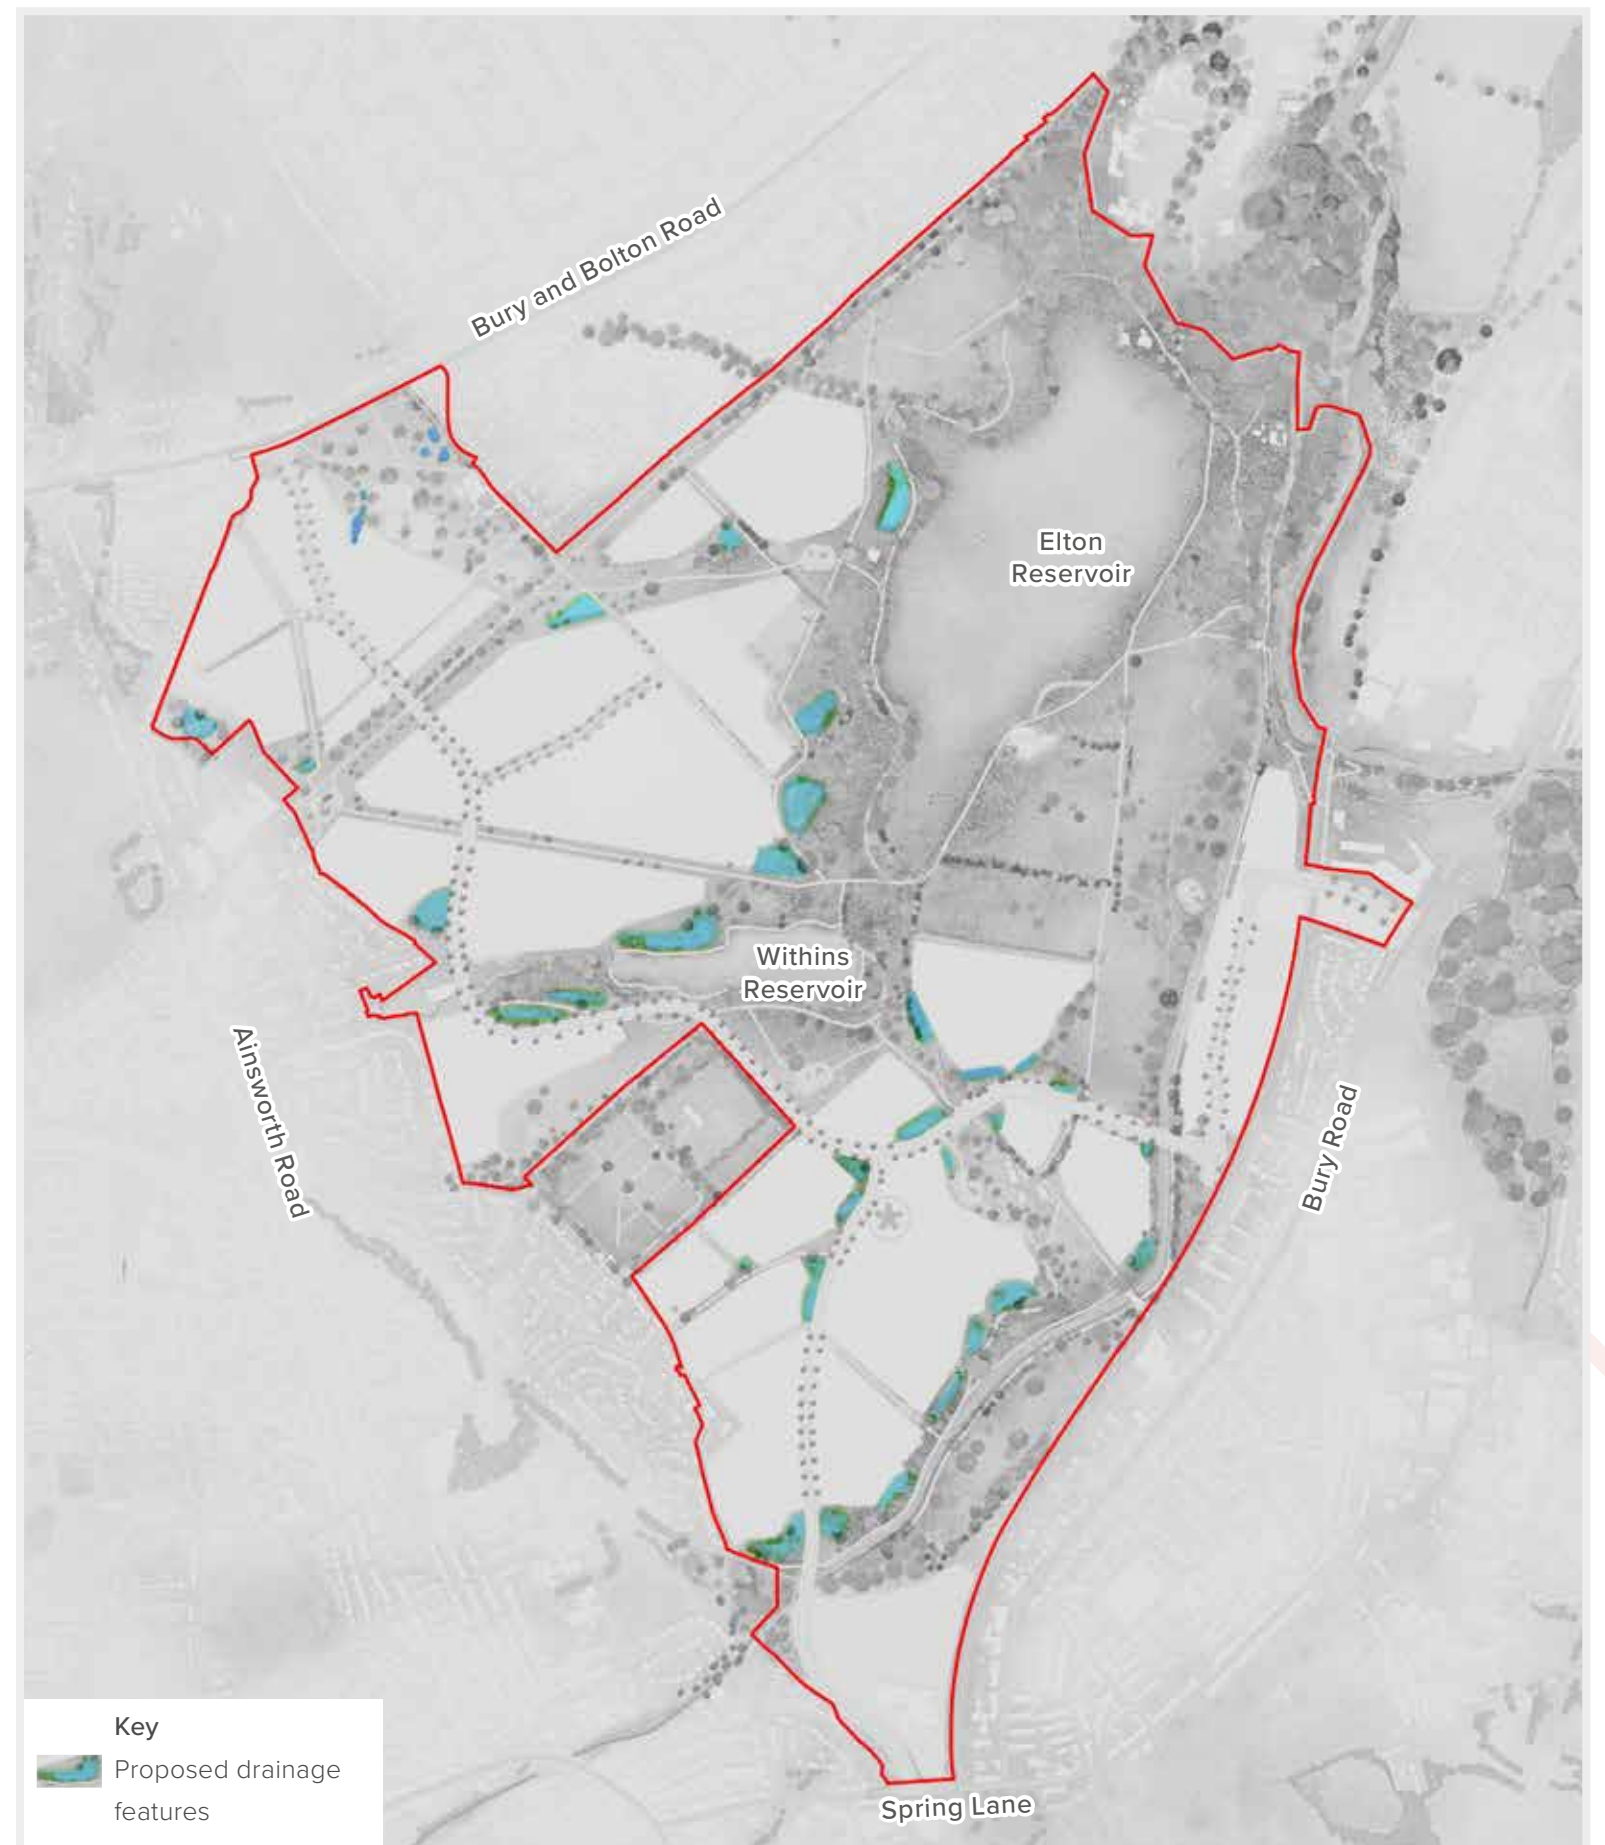 Bury and Bolton Road
Elton
Reservoir
Withins
Reservoir
Ainsworth Road
Bury Road
Spring Lane
Key
Proposed drainage
features